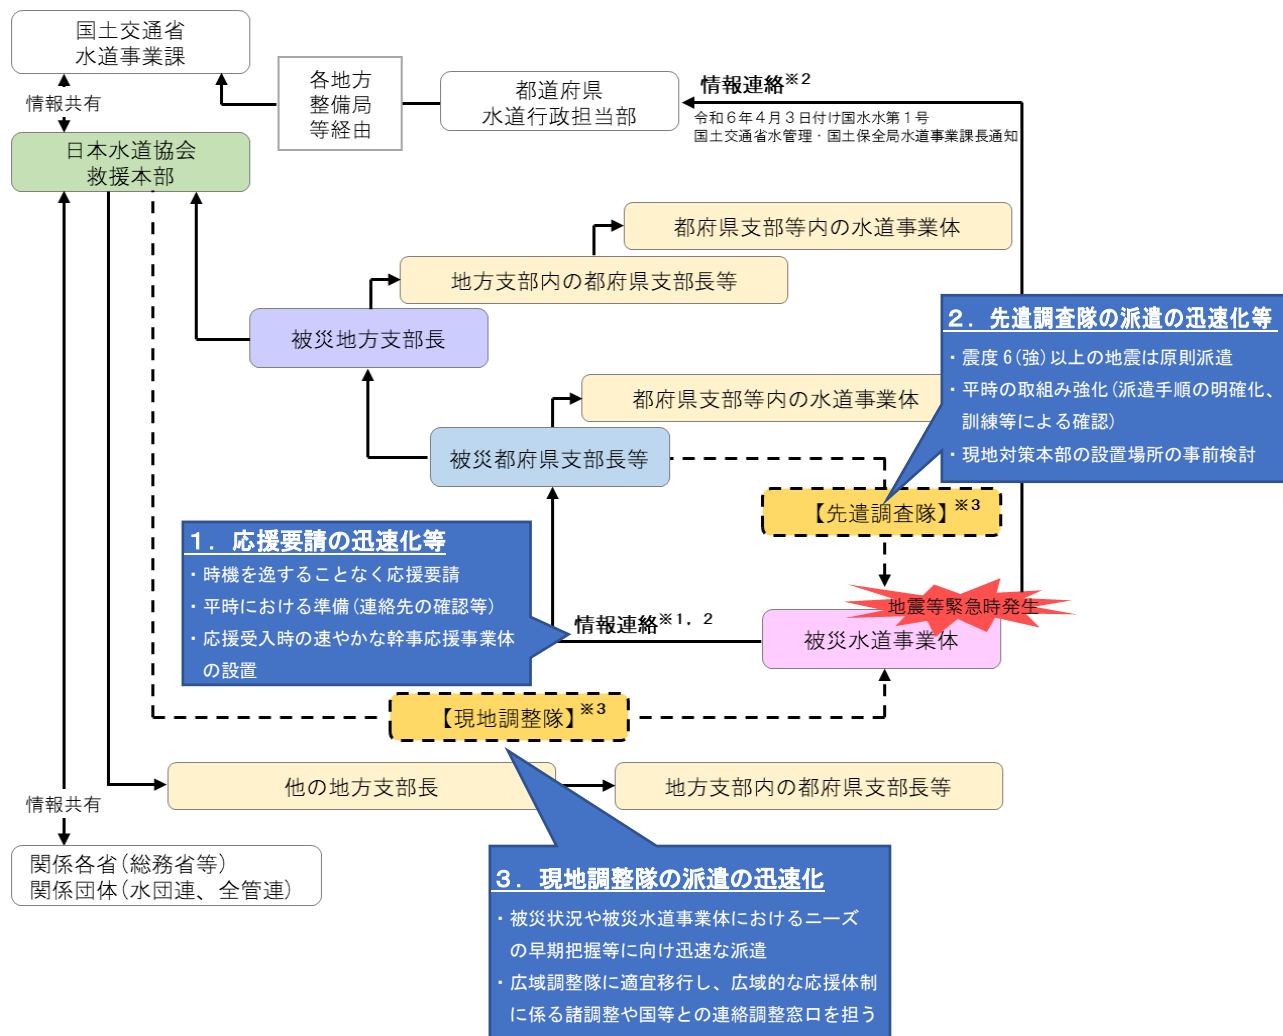 国土交通省
水道事業課
情報共有
各地方
整備局
等経由
都道府県
水道行政担当部
情報連絡※2
令和６年４月３日付け国水水第１号
国土交通省水管理・国土保全局水道事業課長通知
日本水道協会
救援本部
都府県支部等内の水道事業体
地方支部内の都府県支部長等
被災地方支部長
２．先遣調査隊の派遣の迅速化等
・震度６(強)以上の地震は原則派遣
・平時の取組み強化(派遣手順の明確化、
訓練等による確認)
・現地対策本部の設置場所の事前検討
都府県支部等内の水道事業体
被災都府県支部長等
【先遣調査隊】※3
１．応援要請の迅速化等
・時機を逸することなく応援要請
・平時における準備(連絡先の確認等)
・応援受入時の速やかな幹事応援事業体
の設置
情報連絡※1．2
地震等緊急時発生
被災水道事業体
【現地調整隊】※3
他の地方支部長
地方支部内の都府県支部長等
情報共有
関係各省(総務省等)
関係団体(水団連、全管連)
３．現地調整隊の派遣の迅速化
・被災状況や被災水道事業体におけるニーズ
の早期把握等に向け迅速な派遣
・広域調整隊に適宜移行し、広域的な応援体制
に係る諸調整や国等との連絡調整窓口を担う